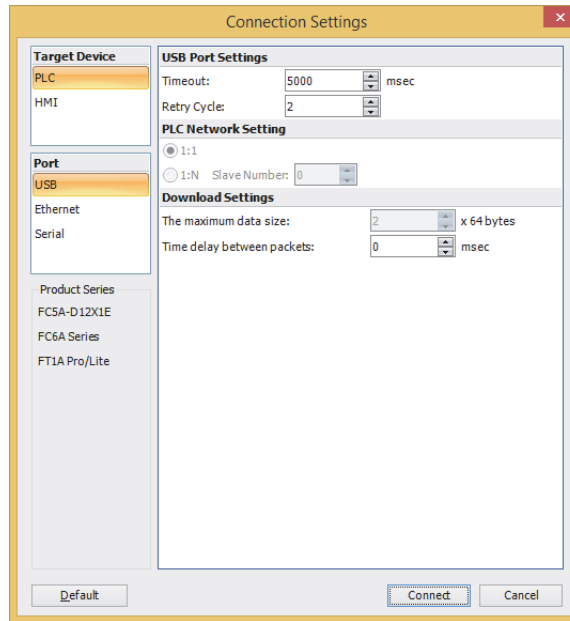 Connection Settings
Target Device
PLC
HMI
Port
USB
Ethernet
Serial
Product Series
FC5A-D12X1E
FC6A Series
FT1A Pro/Lite
USB Port Settings
Timeout: 5000 msec
Retry Cycle: 2
PLC Network Setting
1:1
1:N Slave Number: 0
Download Settings
The maximum data size: 2 x 64 bytes
Time delay between packets: 0 msec
Default Connect Cancel